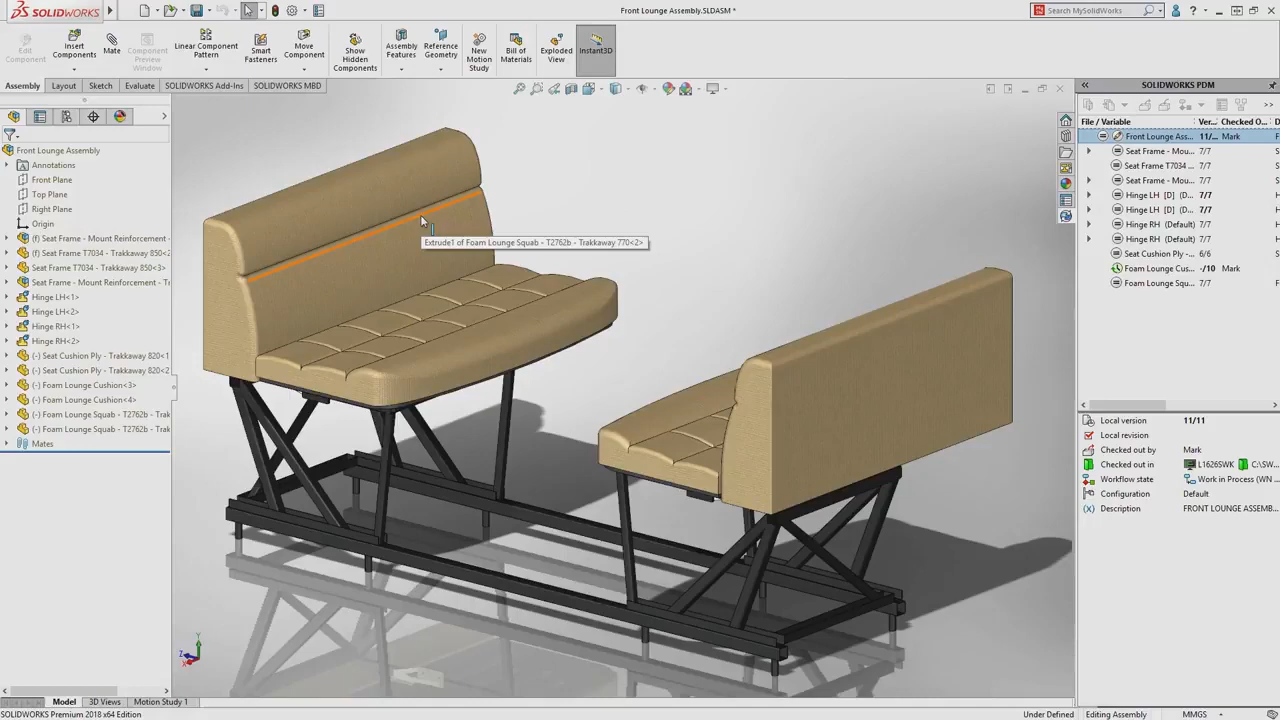 SOLIDWORKS
Front Lounge Assembly.SLDASM *
Search MySolidWorks
Edit Component
Insert Components
Mate
Component Preview Window
Linear Component Pattern
Smart Fasteners
Move Component
Show Hidden Components
Assembly Features
Reference Geometry
New Motion Study
Bill of Materials
Exploded View
Instant3D
Assembly
Layout
Sketch
Evaluate
SOLIDWORKS Add-Ins
SOLIDWORKS MBD
Front Lounge Assembly
Annotations
Front Plane
Top Plane
Right Plane
Origin
(f) Seat Frame - Mount Reinforcement - T
(f) Seat Frame T7034 - Trakkaway 850<2>
Seat Frame T7034 - Trakkaway 850<3>
Seat Frame - Mount Reinforcement - Tr
Hinge LH<1>
Hinge LH<2>
Hinge RH<1>
Hinge RH<2>
(-) Seat Cushion Ply - Trakkaway 820<1
(-) Seat Cushion Ply - Trakkaway 820<2
(-) Foam Lounge Cushion<3>
(-) Foam Lounge Cushion<4>
(-) Foam Lounge Squab - T2762b - Trakk
(-) Foam Lounge Squab - T2762b - Trakk
Mates
Extrude1 of Foam Lounge Squab - T2762b - Trakkaway 770<2>
SOLIDWORKS PDM
File / Variable Ver... Checked O... D
Front Lounge Ass... 11/... Mark F
Seat Frame - Mou... 7/7
Seat Frame T7034 ... 7/7
Seat Frame - Mou... 7/7
Hinge LH [D] (D... 7/7
Hinge LH [D] (D... 7/7
Hinge RH (Default) 7/7
Hinge RH (Default) 7/7
Seat Cushion Ply -... 6/6
Foam Lounge Cus... -/10 Mark
Foam Lounge Squ... 7/7
Local version 11/11
Local revision
Checked out by Mark
Checked out in L1626SWK C:\SW...
Workflow state Work in Process (WN ...
Configuration Default
Description FRONT LOUNGE ASSEMB...
Y
Z
X
Model
3D Views
Motion Study 1
SOLIDWORKS Premium 2018 x64 Edition
Under Defined
Editing Assembly
MMGS